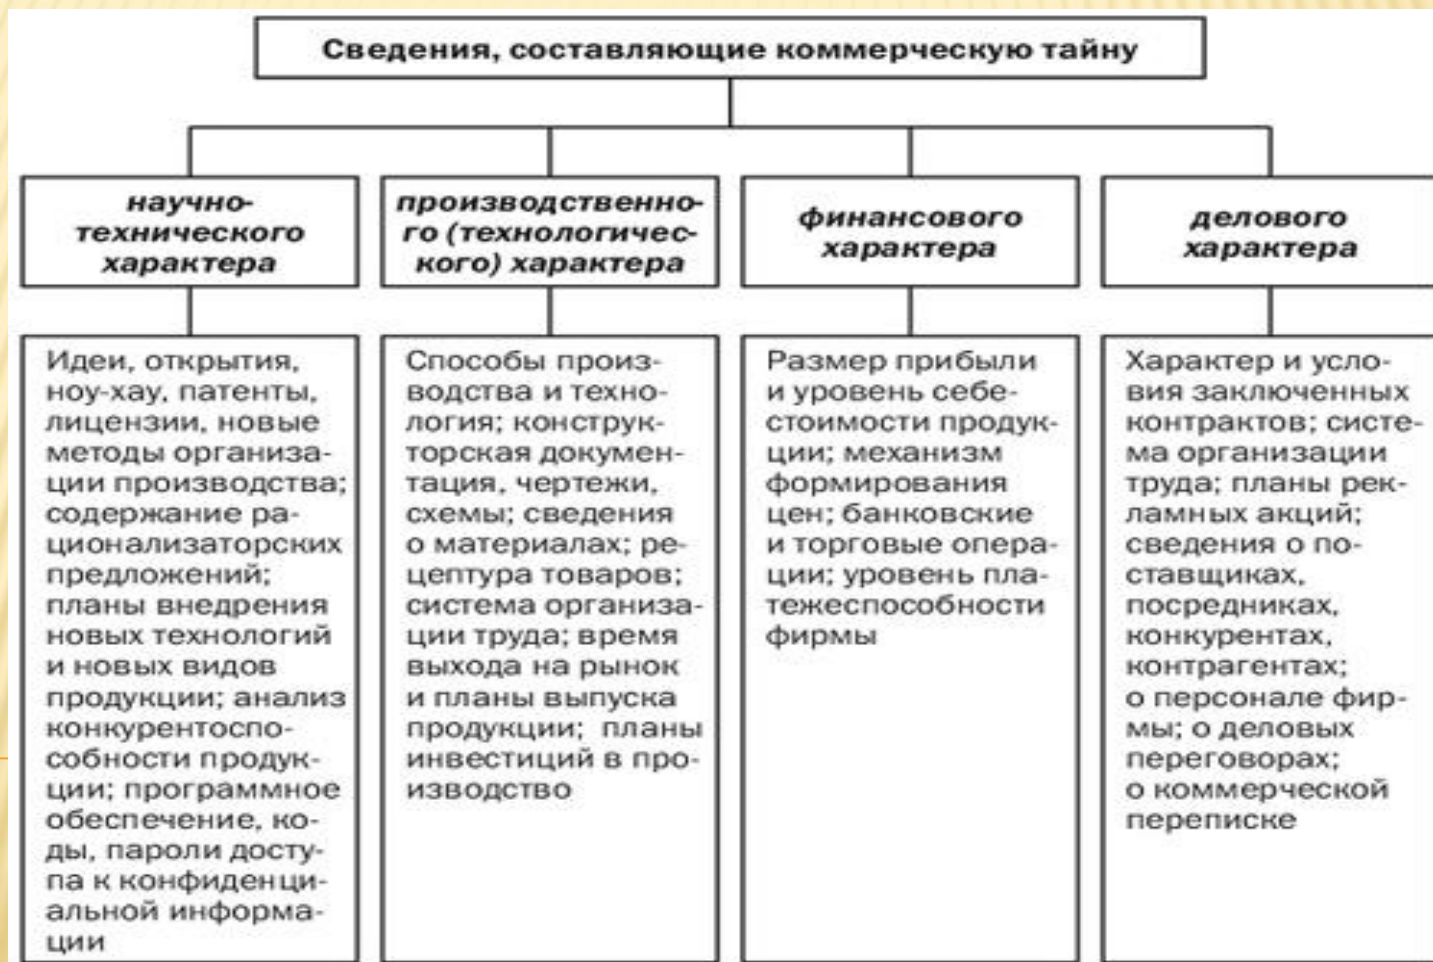 Сведения, составляющие коммерческую тайну
научно-
технического
характера
производственно-
го (технологичес-
кого) характера
финансового
характера
делового
характера
Идеи, открытия,
ноу-хау, патенты,
лицензии, новые
методы организа-
ции производства;
содержание ра-
ционализаторских
предложений;
планы внедрения
новых технологий
и новых видов
продукции; анализ
конкурентоспо-
собности продук-
ции; программное
обеспечение, ко-
ды, пароли досту-
па к конфиденци-
альной информа-
ции
Способы произ-
водства и техно-
логия; конструк-
торская докумен-
тация, чертежи,
схемы; сведения
о материалах; ре-
цептура товаров;
система организа-
ции труда; время
выхода на рынок
и планы выпуска
продукции; планы
инвестиций в про-
изводство
Размер прибыли
и уровень себе-
стоимости продук-
ции; механизм
формирования
цен; банковские
и торговые опера-
ции; уровень пла-
тежеспособности
фирмы
Характер и усло-
вия заключенных
контрактов; систе-
ма организации
труда; планы рек-
ламных акций;
сведения о по-
ставщиках,
посредниках,
конкурентах,
контрагентах;
о персонале фир-
мы; о деловых
переговорах;
о коммерческой
переписке